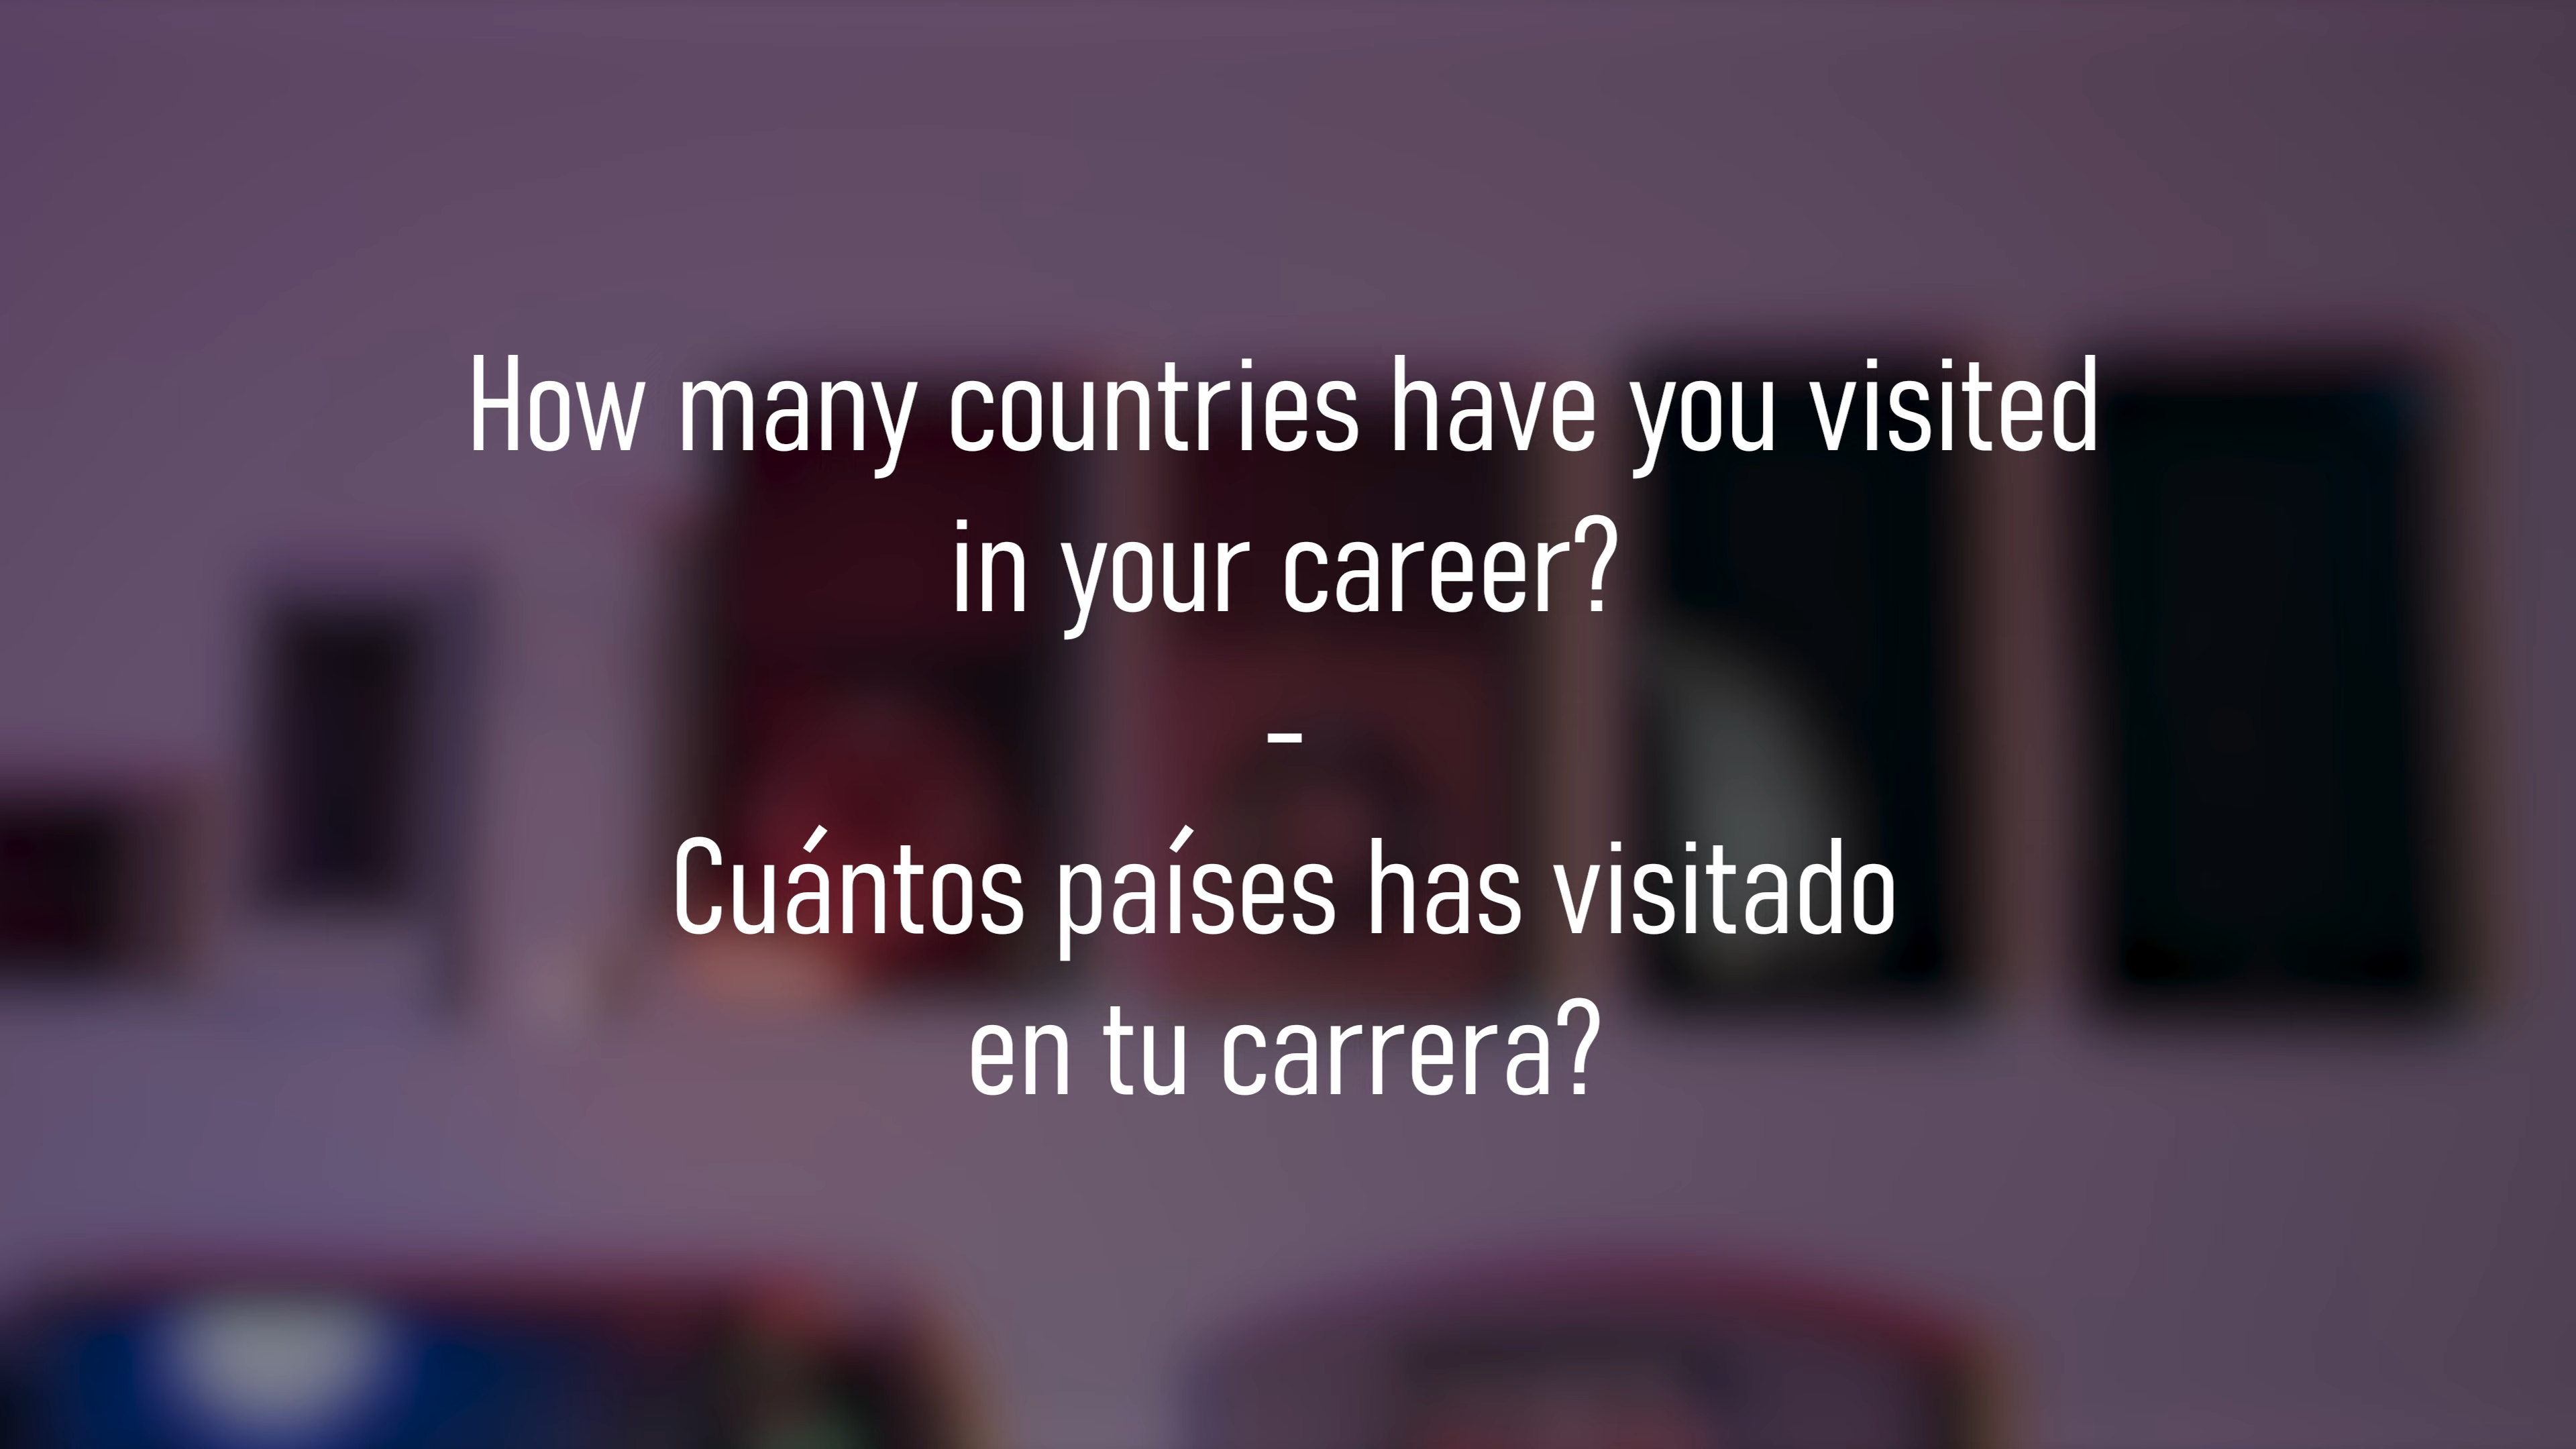 How many countries have you visited
in your career?
-
Cuántos países has visitado
en tu carrera?